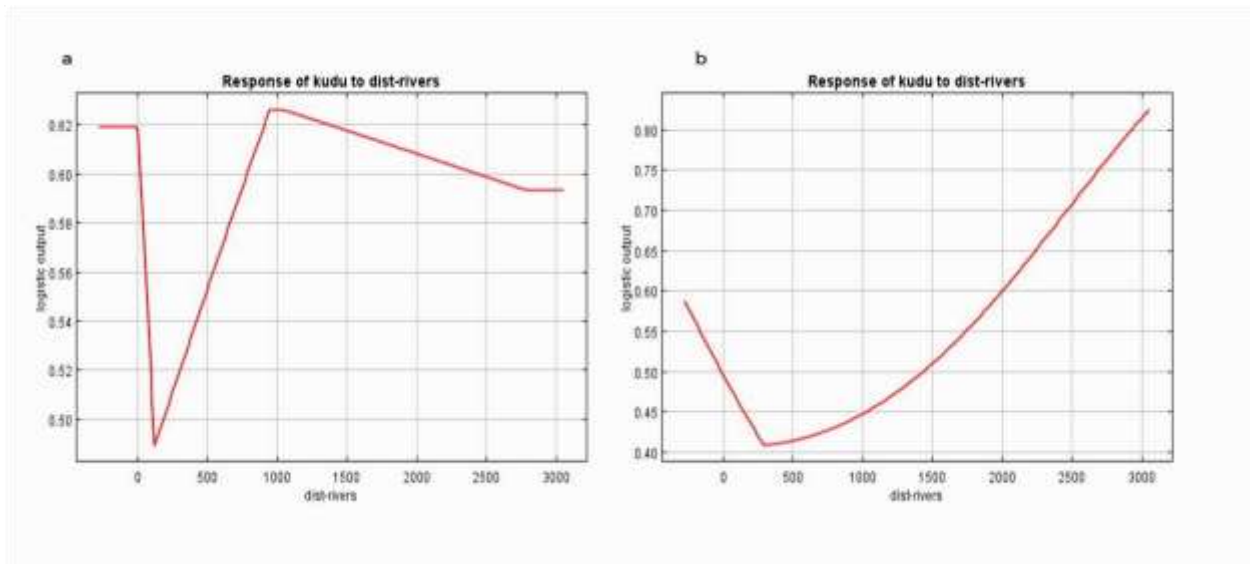 a
Response of kudu to dist-rivers
logistic output
0.62
0.60
0.58
0.56
0.54
0.52
0.50
0 500 1000 1500 2000 2500 3000
dist-rivers
b
Response of kudu to dist-rivers
logistic output
0.80
0.75
0.70
0.65
0.60
0.55
0.50
0.45
0.40
0 500 1000 1500 2000 2500 3000
dist-rivers